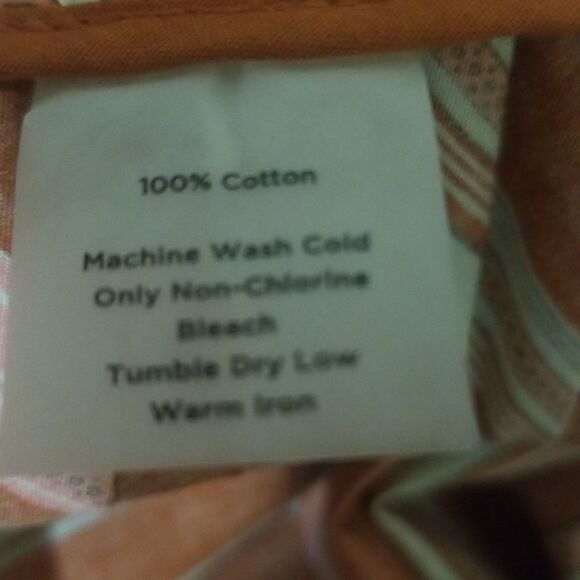 100% Cotton
Machine Wash Cold
Only Non-Chlorine
Bleach
Tumble Dry Low
Warm Iron